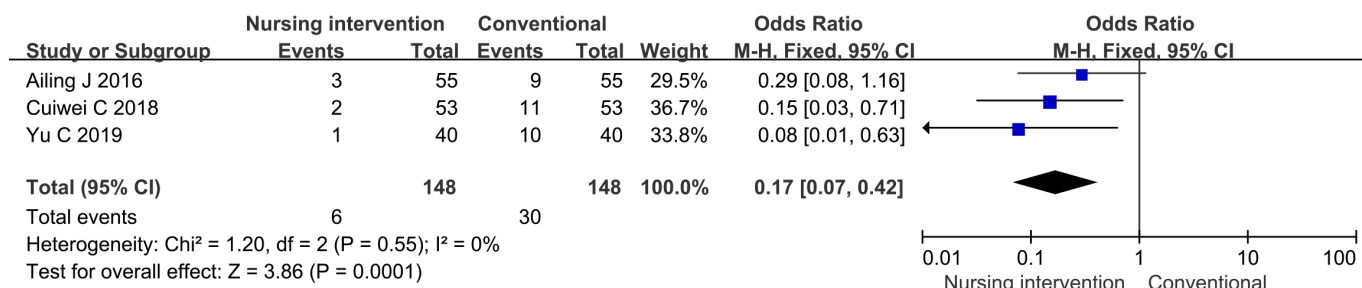 Nursing intervention Conventional Odds Ratio Odds Ratio
Study or Subgroup Events Total Events Total Weight M-H, Fixed, 95% CI M-H, Fixed, 95% CI
Ailing J 2016 3 55 9 55 29.5% 0.29 [0.08, 1.16]
Cuiwei C 2018 2 53 11 53 36.7% 0.15 [0.03, 0.71]
Yu C 2019 1 40 10 40 33.8% 0.08 [0.01, 0.63]
Total (95% CI) 148 148 100.0% 0.17 [0.07, 0.42]
Total events 6 30
Heterogeneity: Chi² = 1.20, df = 2 (P = 0.55); I² = 0%
Test for overall effect: Z = 3.86 (P = 0.0001)
0.01 0.1 1 10 100
Nursing intervention Conventional